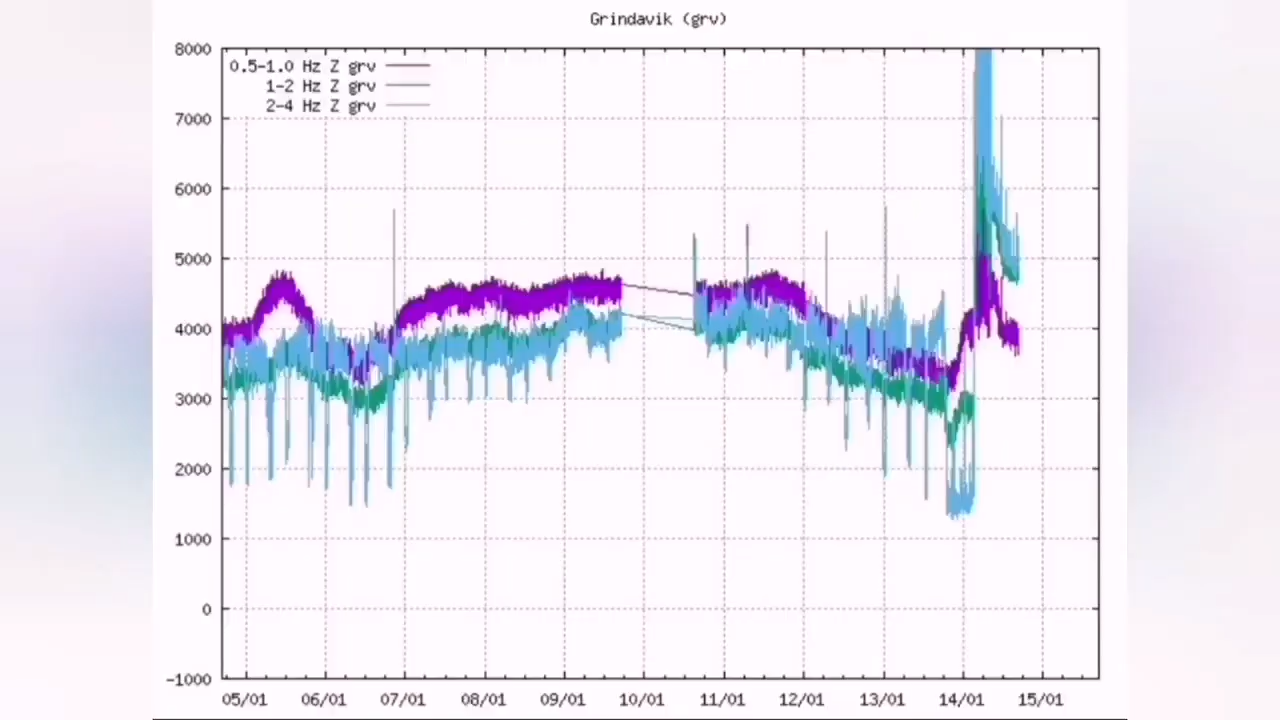 Grindavik (grv)
8000
0.5-1.0 Hz Z grv
1-2 Hz Z grv
2-4 Hz Z grv
7000
6000
5000
4000
3000
2000
1000
0
-1000
05/01 06/01 07/01 08/01 09/01 10/01 11/01 12/01 13/01 14/01 15/01